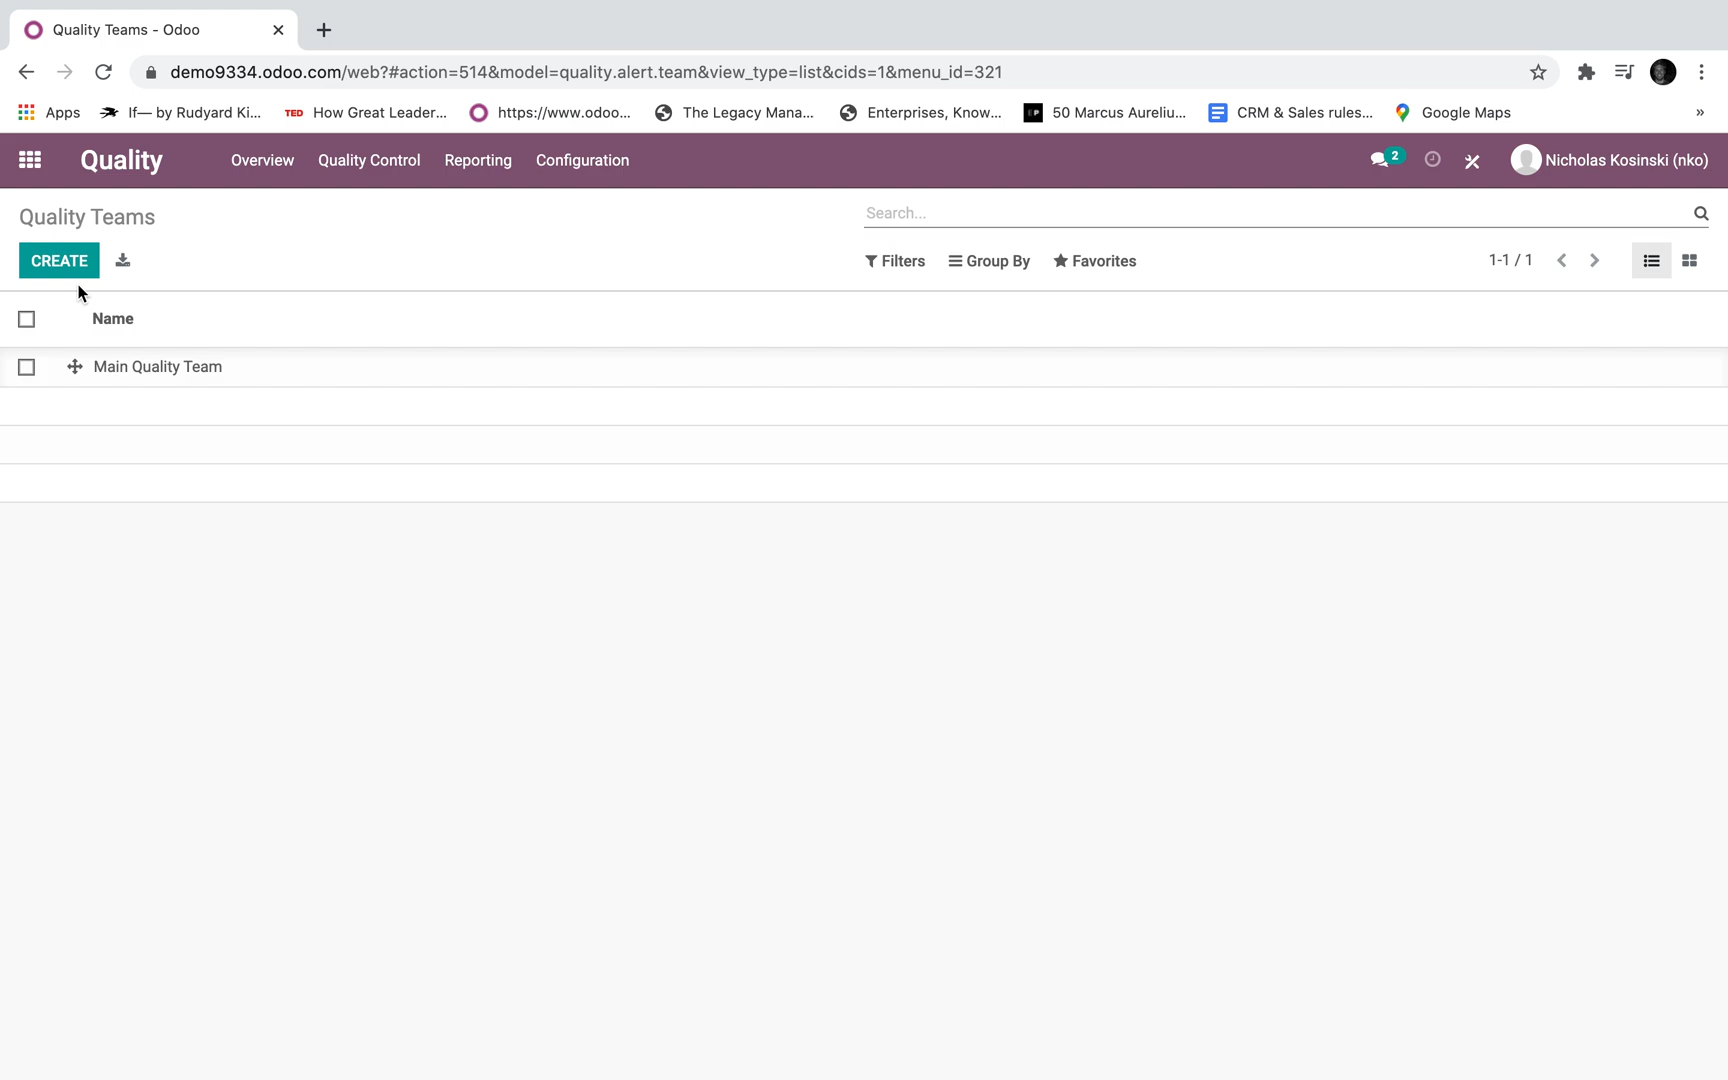 Quality Teams - Odoo
demo9334.odoo.com/web?#action=514&model=quality.alert.team&view_type=list&cids=1&menu_id=321
Apps If— by Rudyard Ki... TED How Great Leader... https://www.odoo... The Legacy Mana... Enterprises, Know... 50 Marcus Aureliu... CRM & Sales rules... Google Maps »
Quality Overview Quality Control Reporting Configuration 2 Nicholas Kosinski (nko)
Quality Teams Search...
CREATE Filters Group By Favorites 1-1 / 1
Name
Main Quality Team